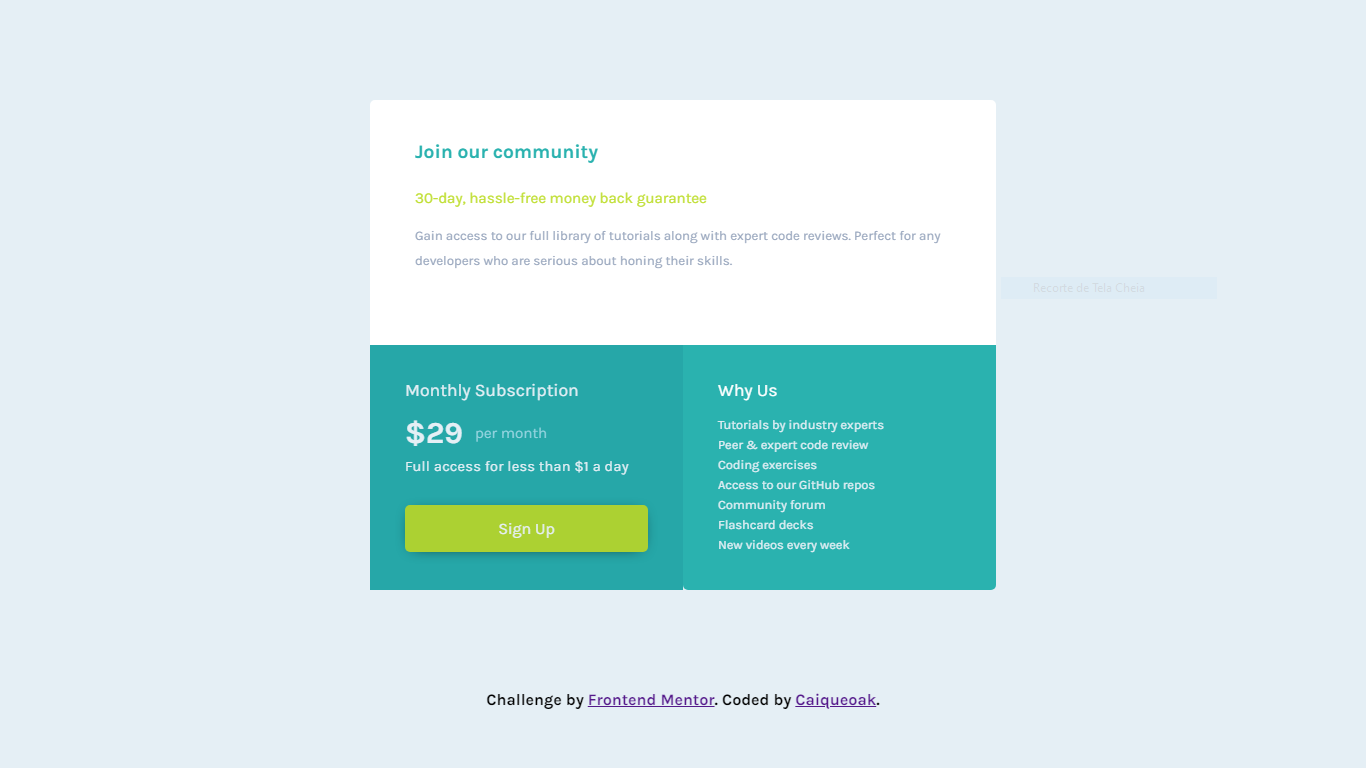 Join our community
30-day, hassle-free money back guarantee
Gain access to our full library of tutorials along with expert code reviews. Perfect for any
developers who are serious about honing their skills.
Recorte de Tela Cheia
Monthly Subscription
$29 per month
Full access for less than $1 a day
Sign Up
Why Us
Tutorials by industry experts
Peer & expert code review
Coding exercises
Access to our GitHub repos
Community forum
Flashcard decks
New videos every week
Challenge by Frontend Mentor. Coded by Caiqueoak.